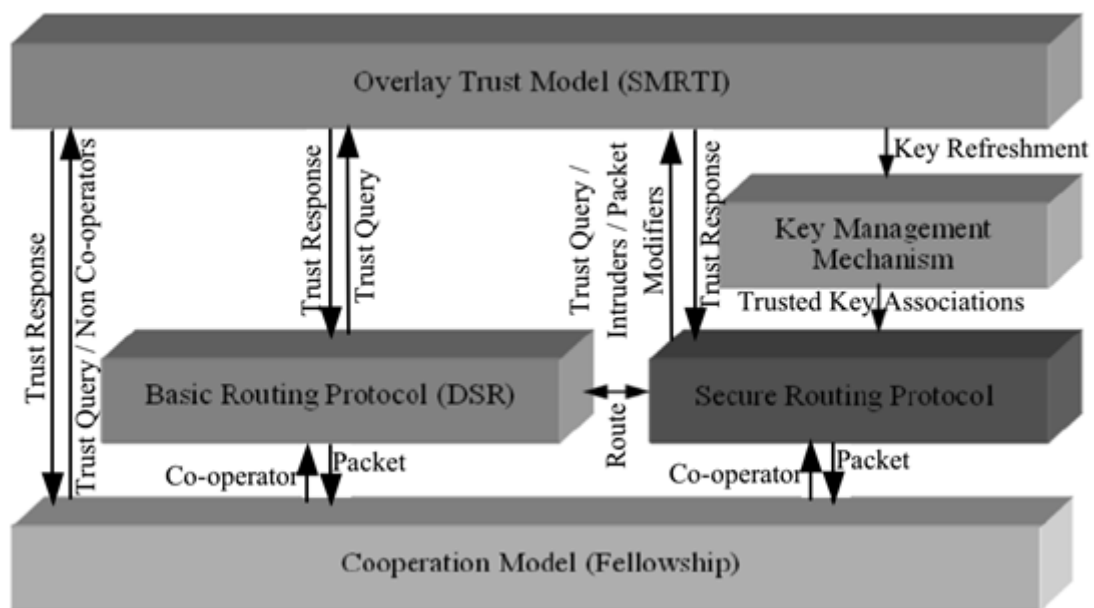 Overlay Trust Model (SMRTI)
Trust Response
Trust Query / Non Co-operators
Trust Response
Trust Query
Trust Query /
Intruders / Packet
Modifiers
Trust Response
Key Refreshment
Key Management
Mechanism
Trusted Key Associations
Basic Routing Protocol (DSR)
Route
Secure Routing Protocol
Co-operator
Packet
Co-operator
Packet
Cooperation Model (Fellowship)